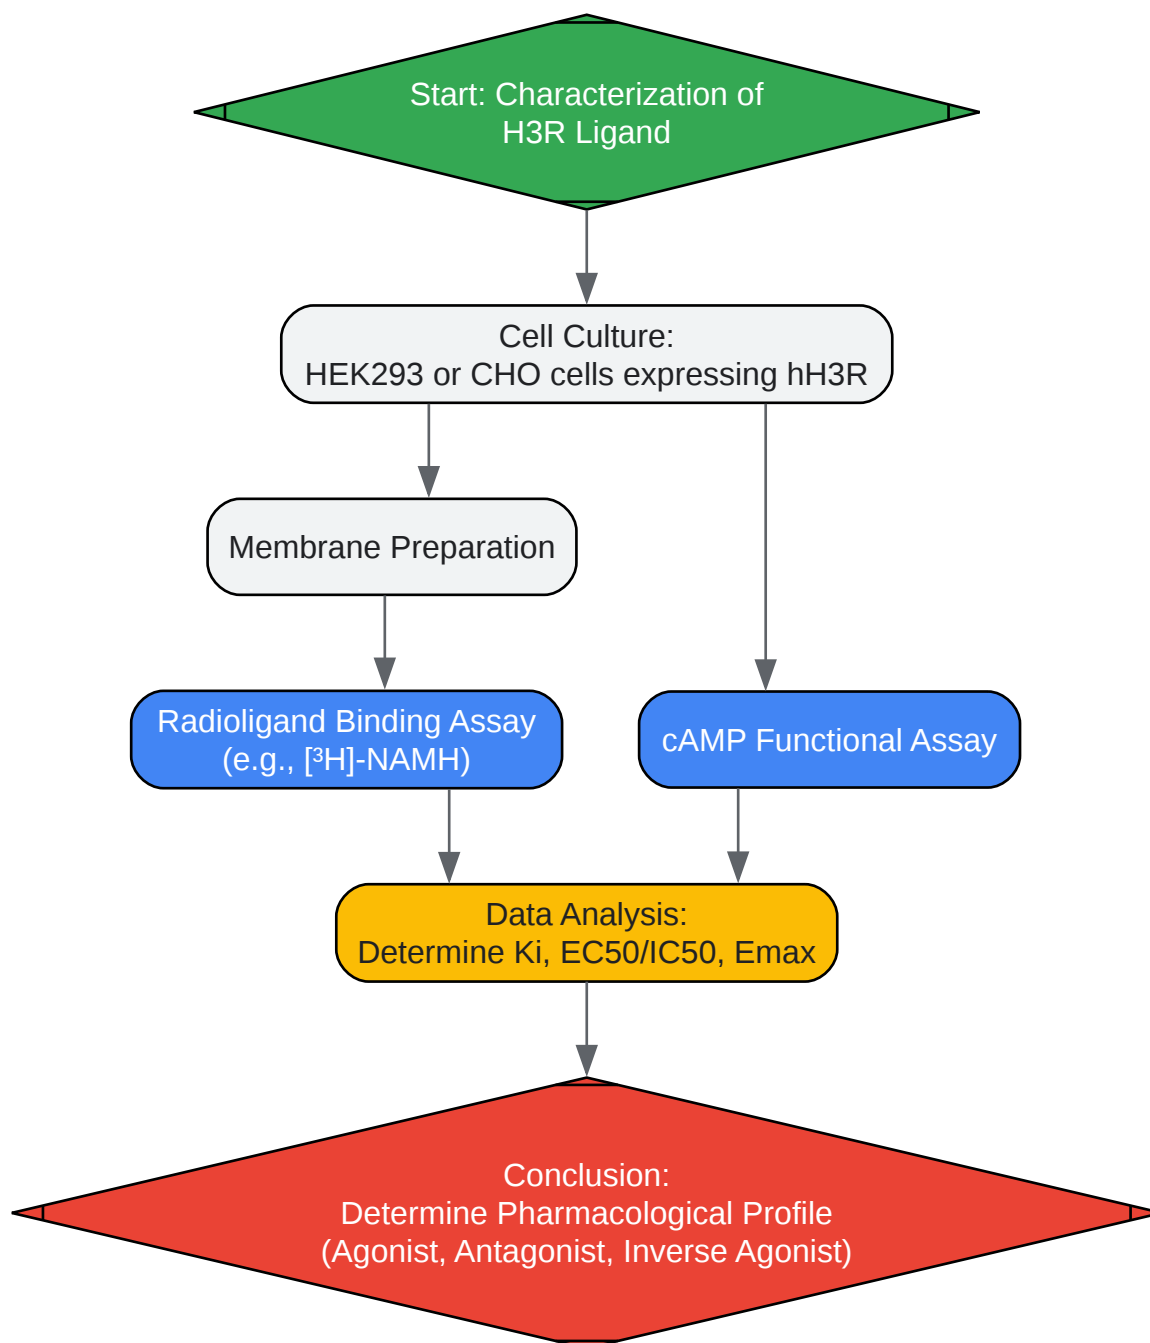 Start: Characterization of
H3R Ligand
Cell Culture:
HEK293 or CHO cells expressing hH3R
Membrane Preparation
Radioligand Binding Assay
(e.g., [³H]-NAMH)
cAMP Functional Assay
Data Analysis:
Determine Ki, EC50/IC50, Emax
Conclusion:
Determine Pharmacological Profile
(Agonist, Antagonist, Inverse Agonist)